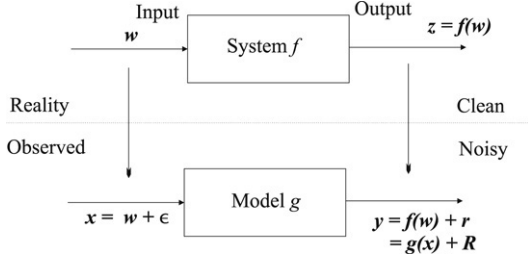 Input
Output
w
System f
z = f(w)
Reality
Clean
Observed
Noisy
x = w + ϵ
Model g
y = f(w) + r
= g(x) + R